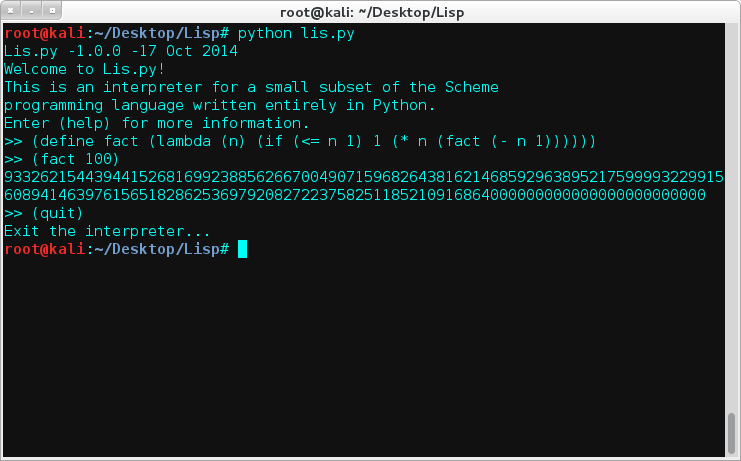 root@kali: ~/Desktop/Lisp
root@kali:~/Desktop/Lisp# python lis.py
Lis.py -1.0.0 -17 Oct 2014
Welcome to Lis.py!
This is an interpreter for a small subset of the Scheme
programming language written entirely in Python.
Enter (help) for more information.
>> (define fact (lambda (n) (if (<= n 1) 1 (* n (fact (- n 1))))))
>> (fact 100)
93326215443944152681699238856266700490715968264381621468592963895217599993229915
608941463976156518286253697920827223758251185210916864000000000000000000000000
>> (quit)
Exit the interpreter...
root@kali:~/Desktop/Lisp#